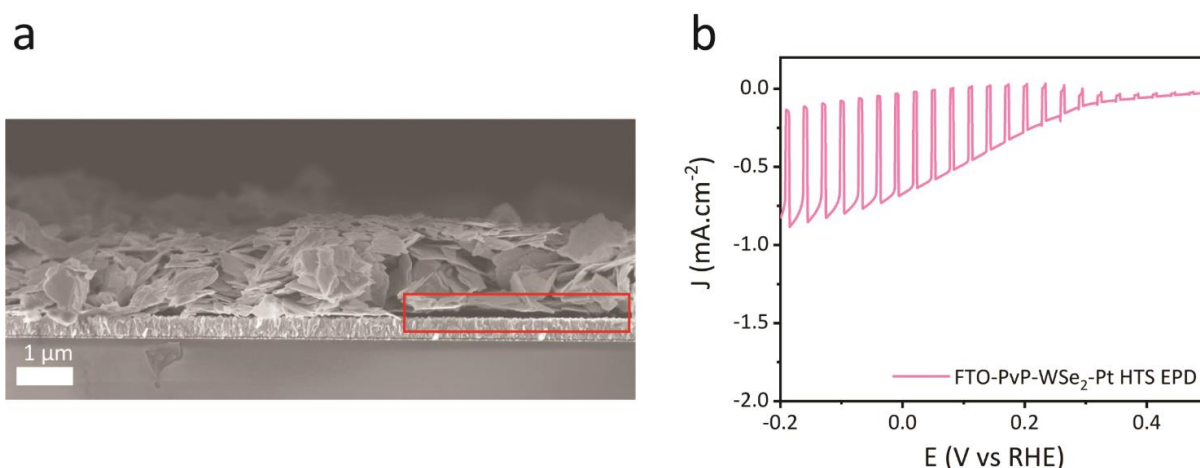 a
1 μm
b
J (mA.cm⁻²)
0.0
-0.5
-1.0
-1.5
-2.0
FTO-PvP-WSe₂-Pt HTS EPD
-0.2 0.0 0.2 0.4
E (V vs RHE)